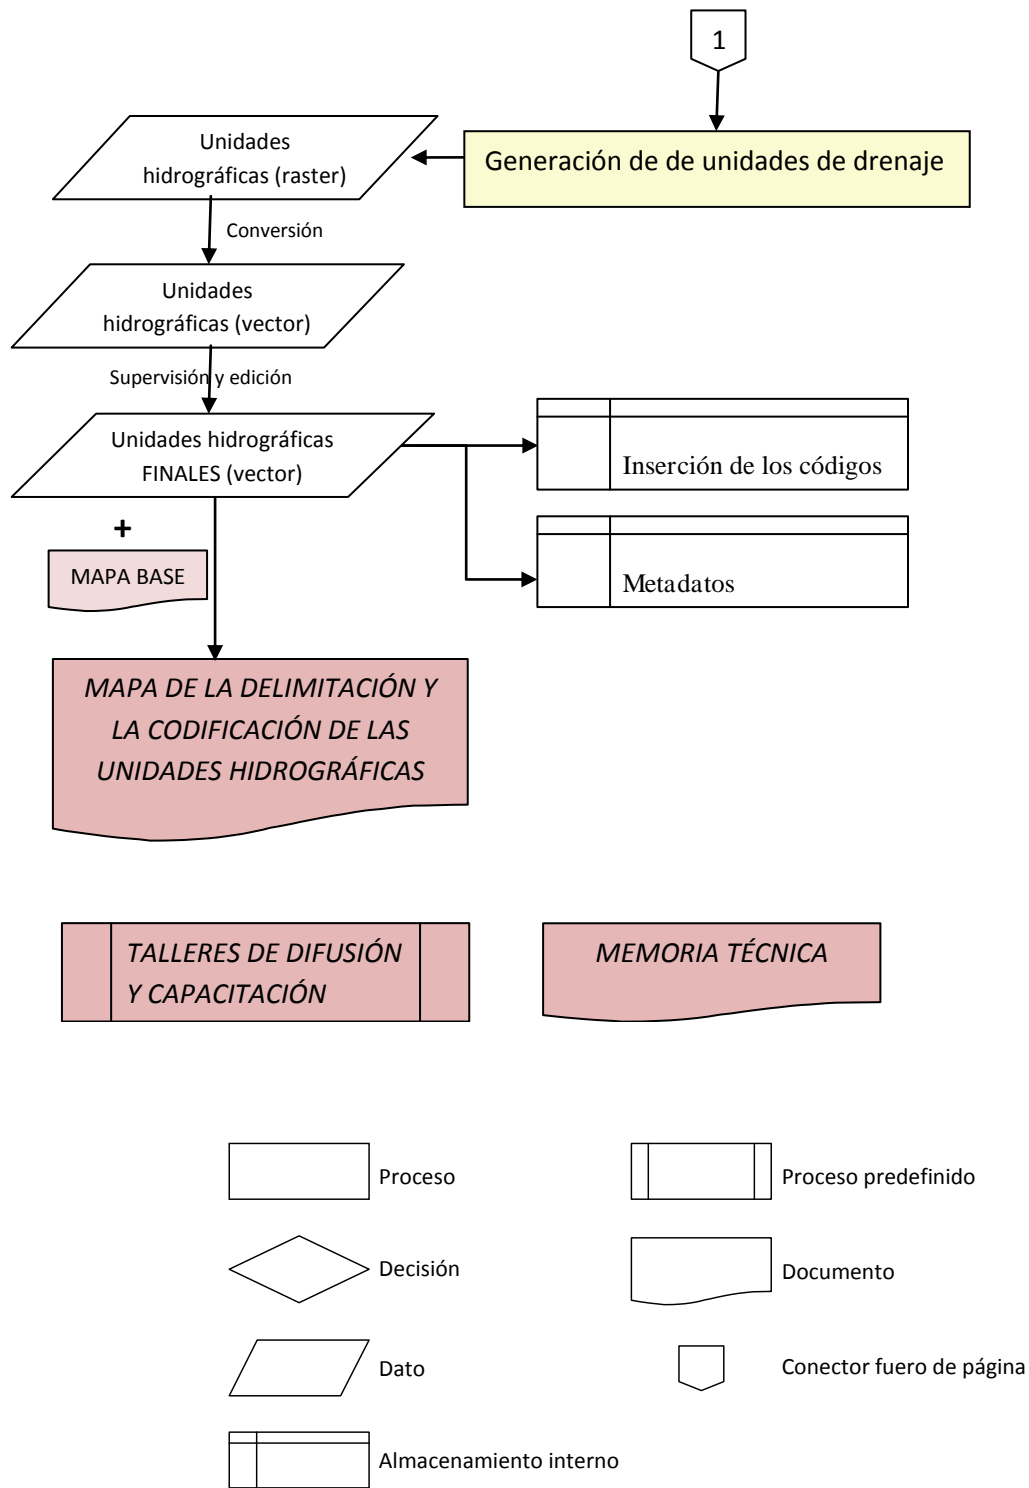 1
Generación de de unidades de drenaje
Unidades
hidrográficas (raster)
Conversión
Unidades
hidrográficas (vector)
Supervisión y edición
Unidades hidrográficas
FINALES (vector)
Inserción de los códigos
+
MAPA BASE
Metadatos
MAPA DE LA DELIMITACIÓN Y
LA CODIFICACIÓN DE LAS
UNIDADES HIDROGRÁFICAS
TALLERES DE DIFUSIÓN
Y CAPACITACIÓN
MEMORIA TÉCNICA
Proceso
Proceso predefinido
Decisión
Documento
Dato
Conector fuero de página
Almacenamiento interno